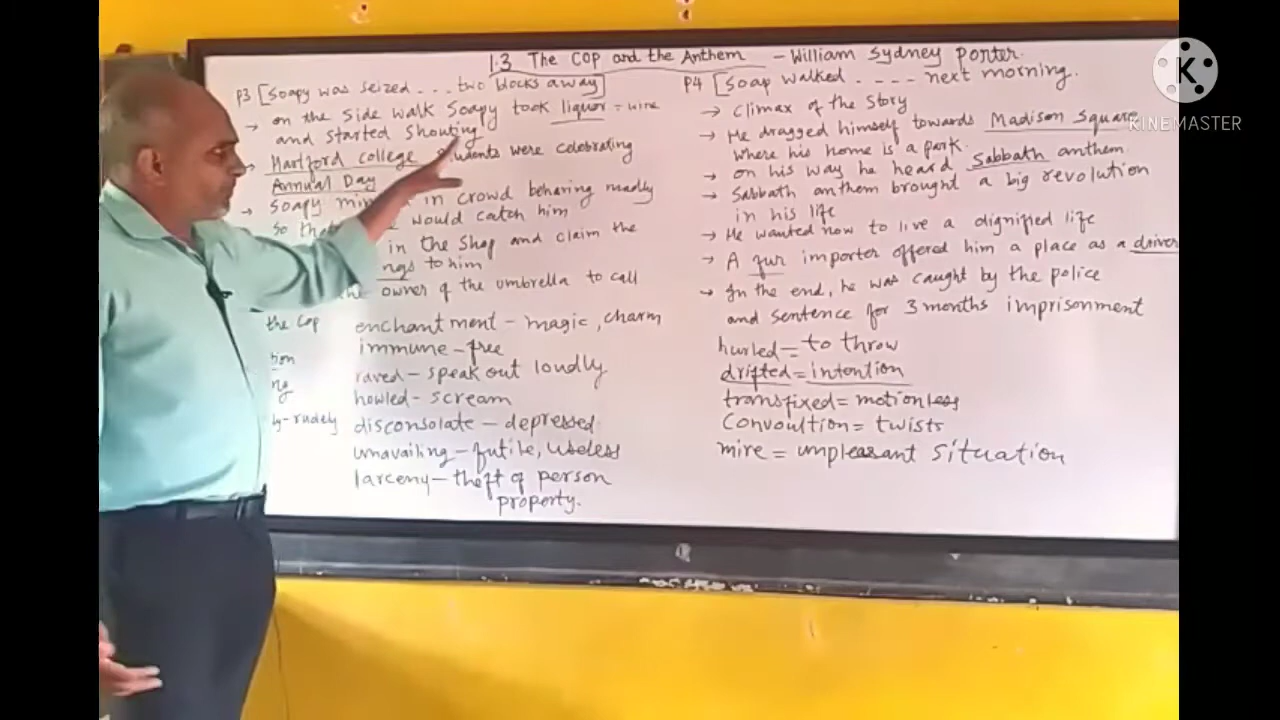 1.3 The Cop and the Anthem - William Sydney Porter.
P3 [Soapy was seized . . . two blocks away]
→ on the side walk Soapy took liquor = wine
and started shouting
→ Hartford college students were celebrating
Annual Day
→ Soapy in crowd behaving madly
so would catch him
in the shop and claim the
to him
owner of the umbrella to call
the cop
enchantment - magic, charm
immune - free
raved - speak out loudly
howled - scream
rudely
disconsolate - depressed
unavailing - futile, useless
larceny - theft of person
property.
P4 [Soap walked . . . . next morning.
→ Climax of the story
→ He dragged himself towards Madison Square
where his home is a park.
→ on his way he heard Sabbath anthem
→ Sabbath anthem brought a big revolution
in his life
→ He wanted now to live a dignified life
→ A fur importer offered him a place as a driver
→ In the end, he was caught by the police
and sentence for 3 months imprisonment
hurled = to throw
drifted = intention
transfixed = motionless
Convoultion = twists
mire = unpleasant situation
K
KINEMASTER